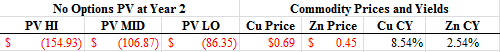 No Options PV at Year 2 Commodity Prices and Yields
PV HI PV MID PV LO Cu Price Zn Price Cu CY Zn CY
$ (154.93) $ (106.87) $ (86.35) $0.69 $ 0.45 8.54% 2.54%